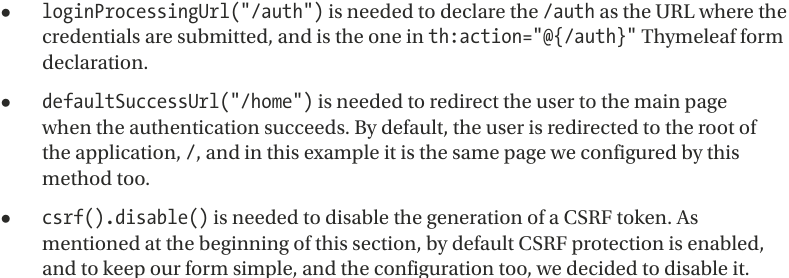 • loginProcessingUrl("/auth") is needed to declare the /auth as the URL where the
credentials are submitted, and is the one in th:action="@{/auth}" Thymeleaf form
declaration.
• defaultSuccessUrl("/home") is needed to redirect the user to the main page
when the authentication succeeds. By default, the user is redirected to the root of
the application, /, and in this example it is the same page we configured by this
method too.
• csrf().disable() is needed to disable the generation of a CSRF token. As
mentioned at the beginning of this section, by default CSRF protection is enabled,
and to keep our form simple, and the configuration too, we decided to disable it.